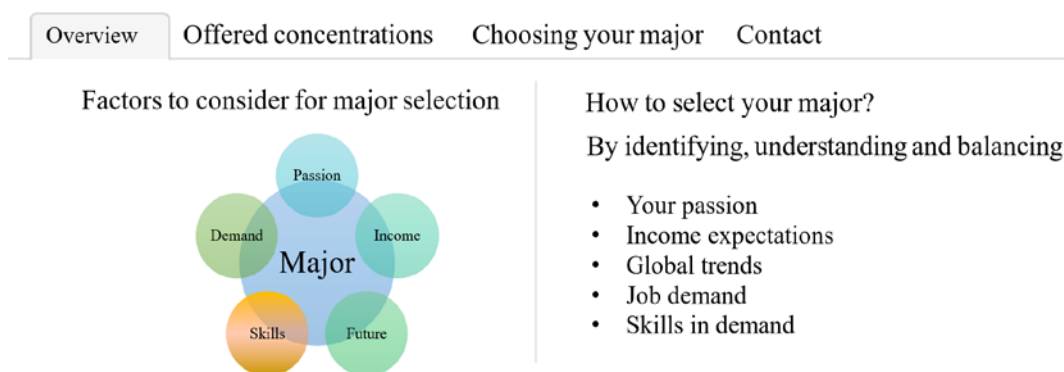 Overview
Offered concentrations
Choosing your major
Contact
Factors to consider for major selection
Passion
Demand
Income
Major
Skills
Future
How to select your major?
By identifying, understanding and balancing
• Your passion
• Income expectations
• Global trends
• Job demand
• Skills in demand